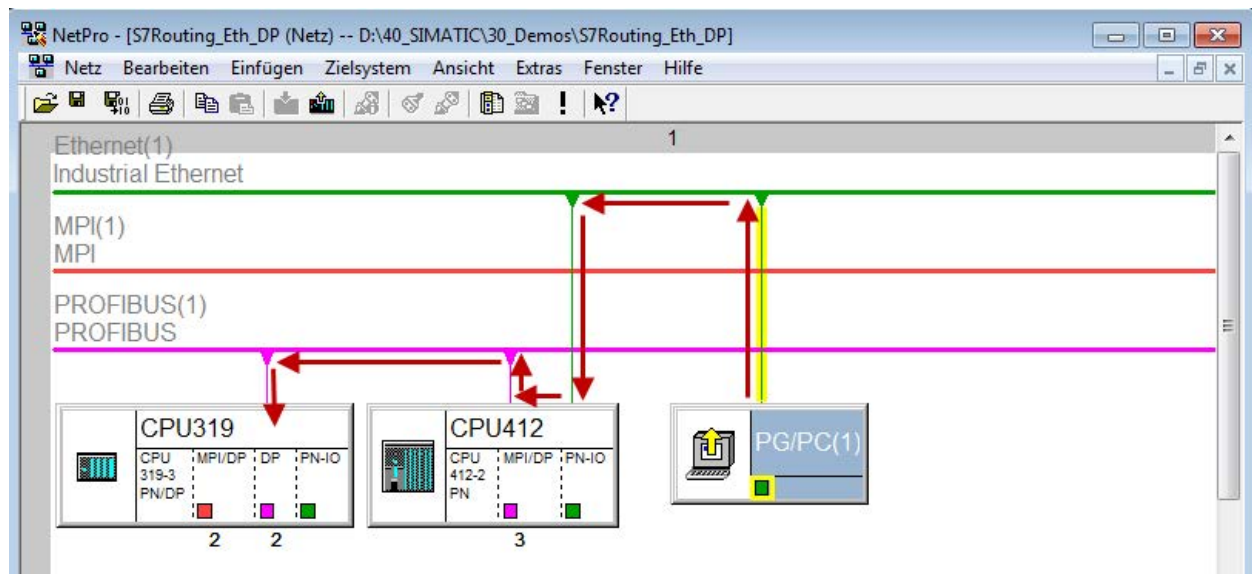 NetPro - [S7Routing_Eth_DP (Netz) -- D:\40_SIMATIC\30_Demos\S7Routing_Eth_DP]
Netz Bearbeiten Einfügen Zielsystem Ansicht Extras Fenster Hilfe
1
Ethernet(1)
Industrial Ethernet
MPI(1)
MPI
PROFIBUS(1)
PROFIBUS
CPU319
CPU 319-3 PN/DP
MPI/DP
DP
PN-IO
2
2
CPU412
CPU 412-2 PN
MPI/DP
PN-IO
3
PG/PC(1)